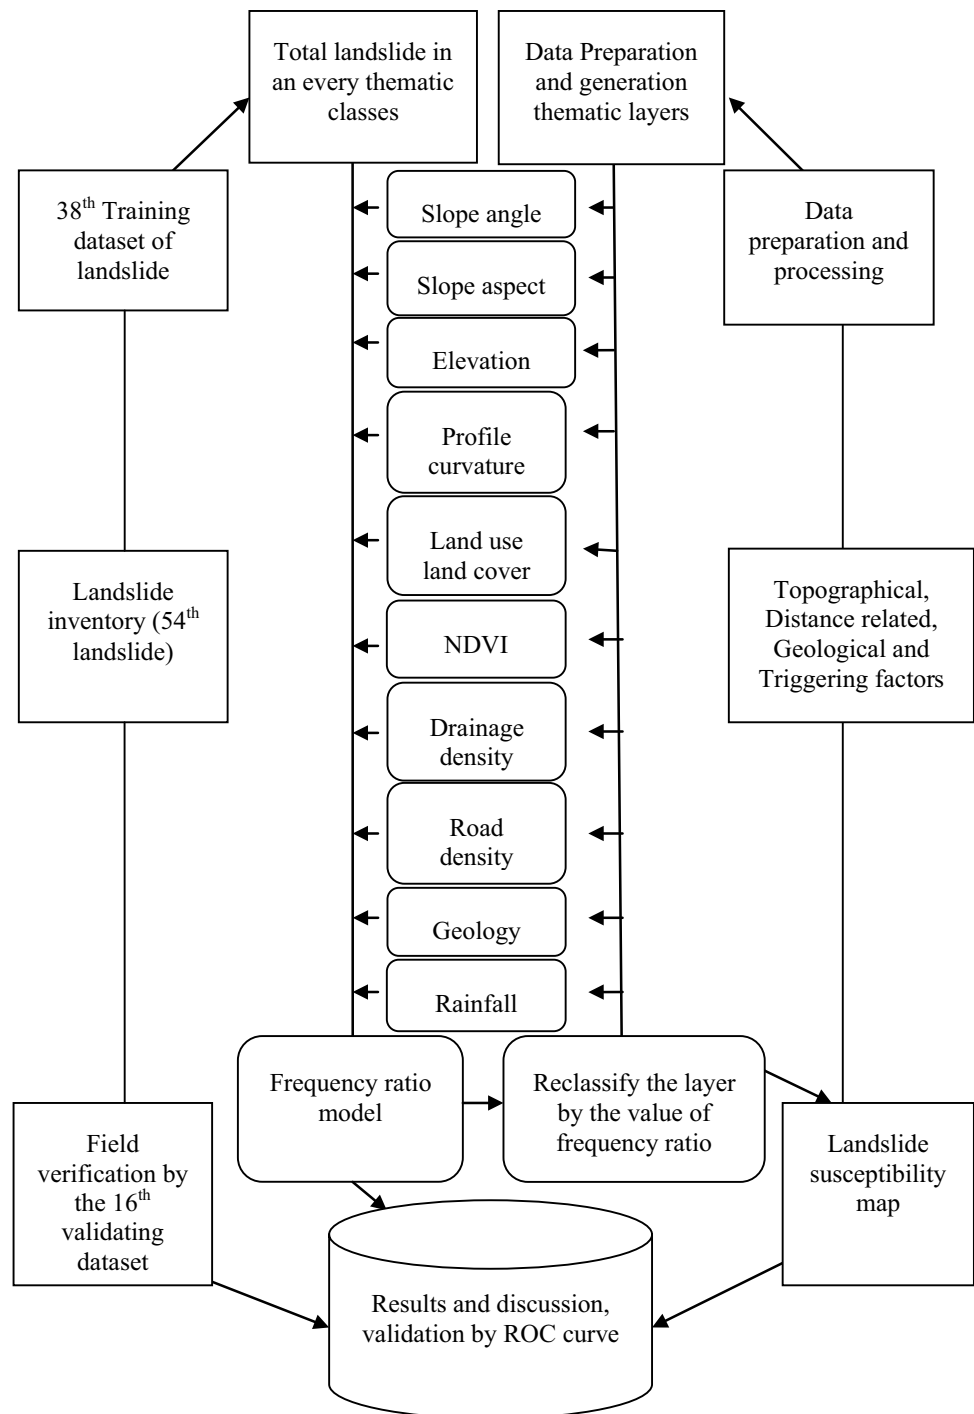 Total landslide in
an every thematic
classes
Data Preparation
and generation
thematic layers
38th Training
dataset of
landslide
Slope angle
Data
preparation and
processing
Slope aspect
Elevation
Profile
curvature
Land use
land cover
Landslide
inventory (54th
landslide)
NDVI
Topographical,
Distance related,
Geological and
Triggering factors
Drainage
density
Road
density
Geology
Rainfall
Frequency ratio
model
Reclassify the layer
by the value of
frequency ratio
Field
verification by
the 16th
validating
dataset
Landslide
susceptibility
map
Results and discussion,
validation by ROC curve